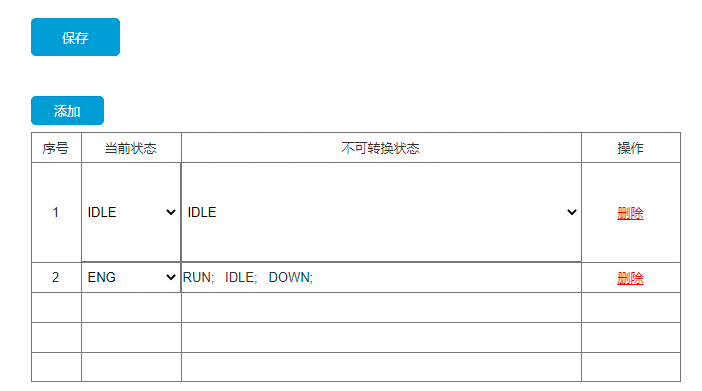 保存
添加
序号 当前状态 不可转换状态 操作
1 IDLE IDLE 删除
2 ENG RUN; IDLE; DOWN; 删除